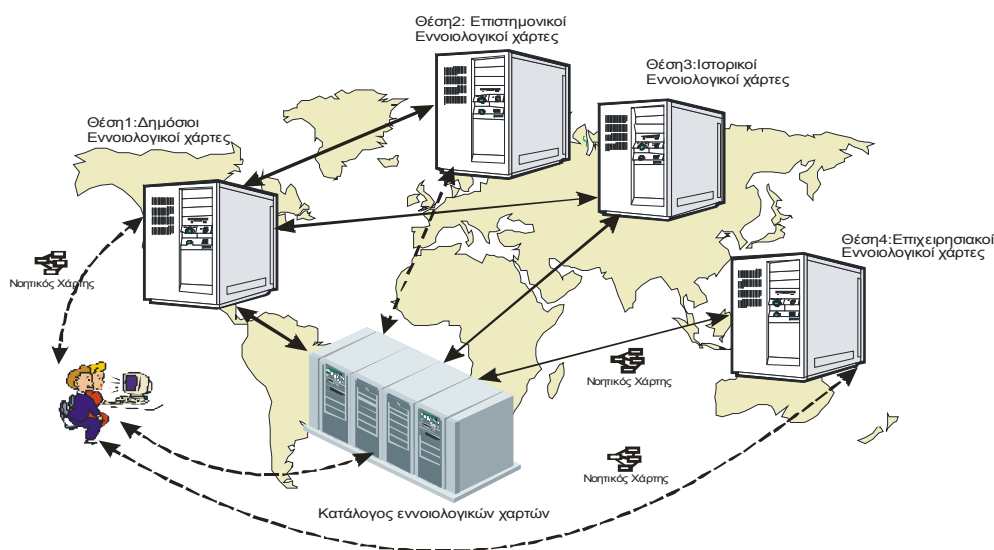 Θέση2: Επιστημονικοί
Εννοιολογικοί χάρτες
Θέση3:Ιστορικοί
Εννοιολογικοί χάρτες
Θέση1:Δημόσιοι
Εννοιολογικοί χάρτες
Θέση4:Επιχειρησιακοί
Εννοιολογικοί χάρτες
Νοητικός Χάρτης
Νοητικός Χάρτης
Νοητικός Χάρτης
Κατάλογος εννοιολογικών χαρτών